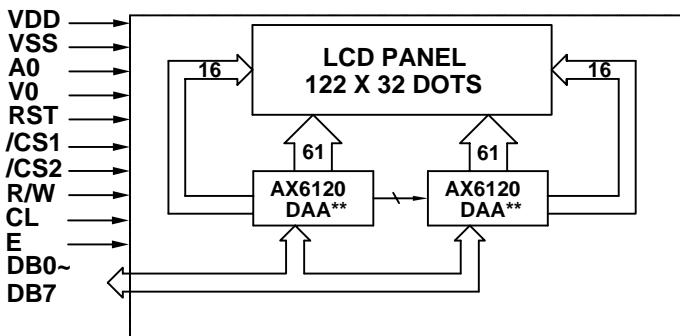 VDD
VSS
A0
V0
RST
/CS1
/CS2
R/W
CL
E
DB0~
DB7
LCD PANEL
122 X 32 DOTS
16
16
61
61
AX6120
DAA**
AX6120
DAA**